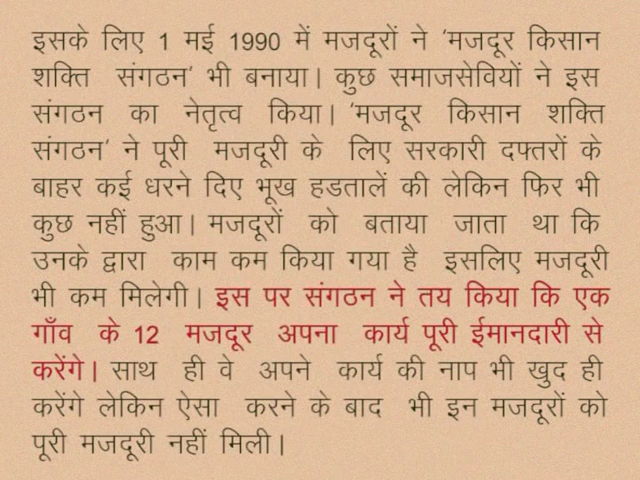 इसके लिए 1 मई 1990 में मजदूरों ने 'मजदूर किसान
शक्ति संगठन' भी बनाया। कुछ समाजसेवियों ने इस
संगठन का नेतृत्व किया। 'मजदूर किसान शक्ति
संगठन' ने पूरी मजदूरी के लिए सरकारी दफ्तरों के
बाहर कई धरने दिए भूख हडतालें की लेकिन फिर भी
कुछ नहीं हुआ। मजदूरों को बताया जाता था कि
उनके द्वारा काम कम किया गया है इसलिए मजदूरी
भी कम मिलेगी। इस पर संगठन ने तय किया कि एक
गाँव के 12 मजदूर अपना कार्य पूरी ईमानदारी से
करेंगे। साथ ही वे अपने कार्य की नाप भी खुद ही
करेंगे लेकिन ऐसा करने के बाद भी इन मजदूरों को
पूरी मजदूरी नहीं मिली।